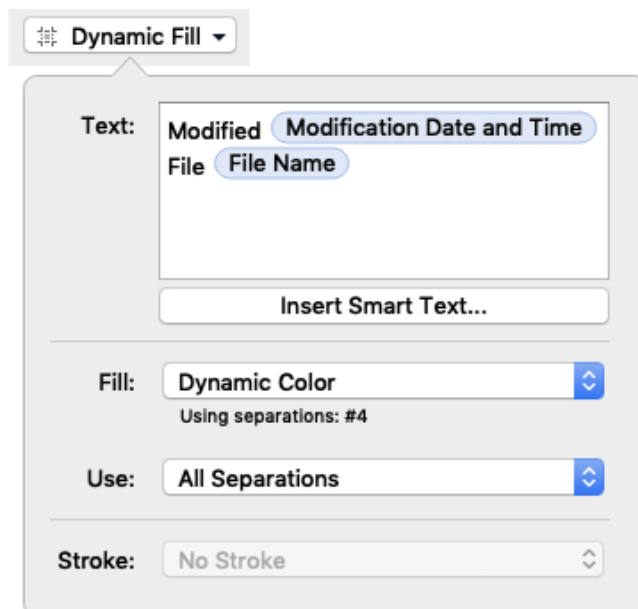 Dynamic Fill
Text:
Modified Modification Date and Time
File File Name
Insert Smart Text...
Fill: Dynamic Color
Using separations: #4
Use: All Separations
Stroke: No Stroke